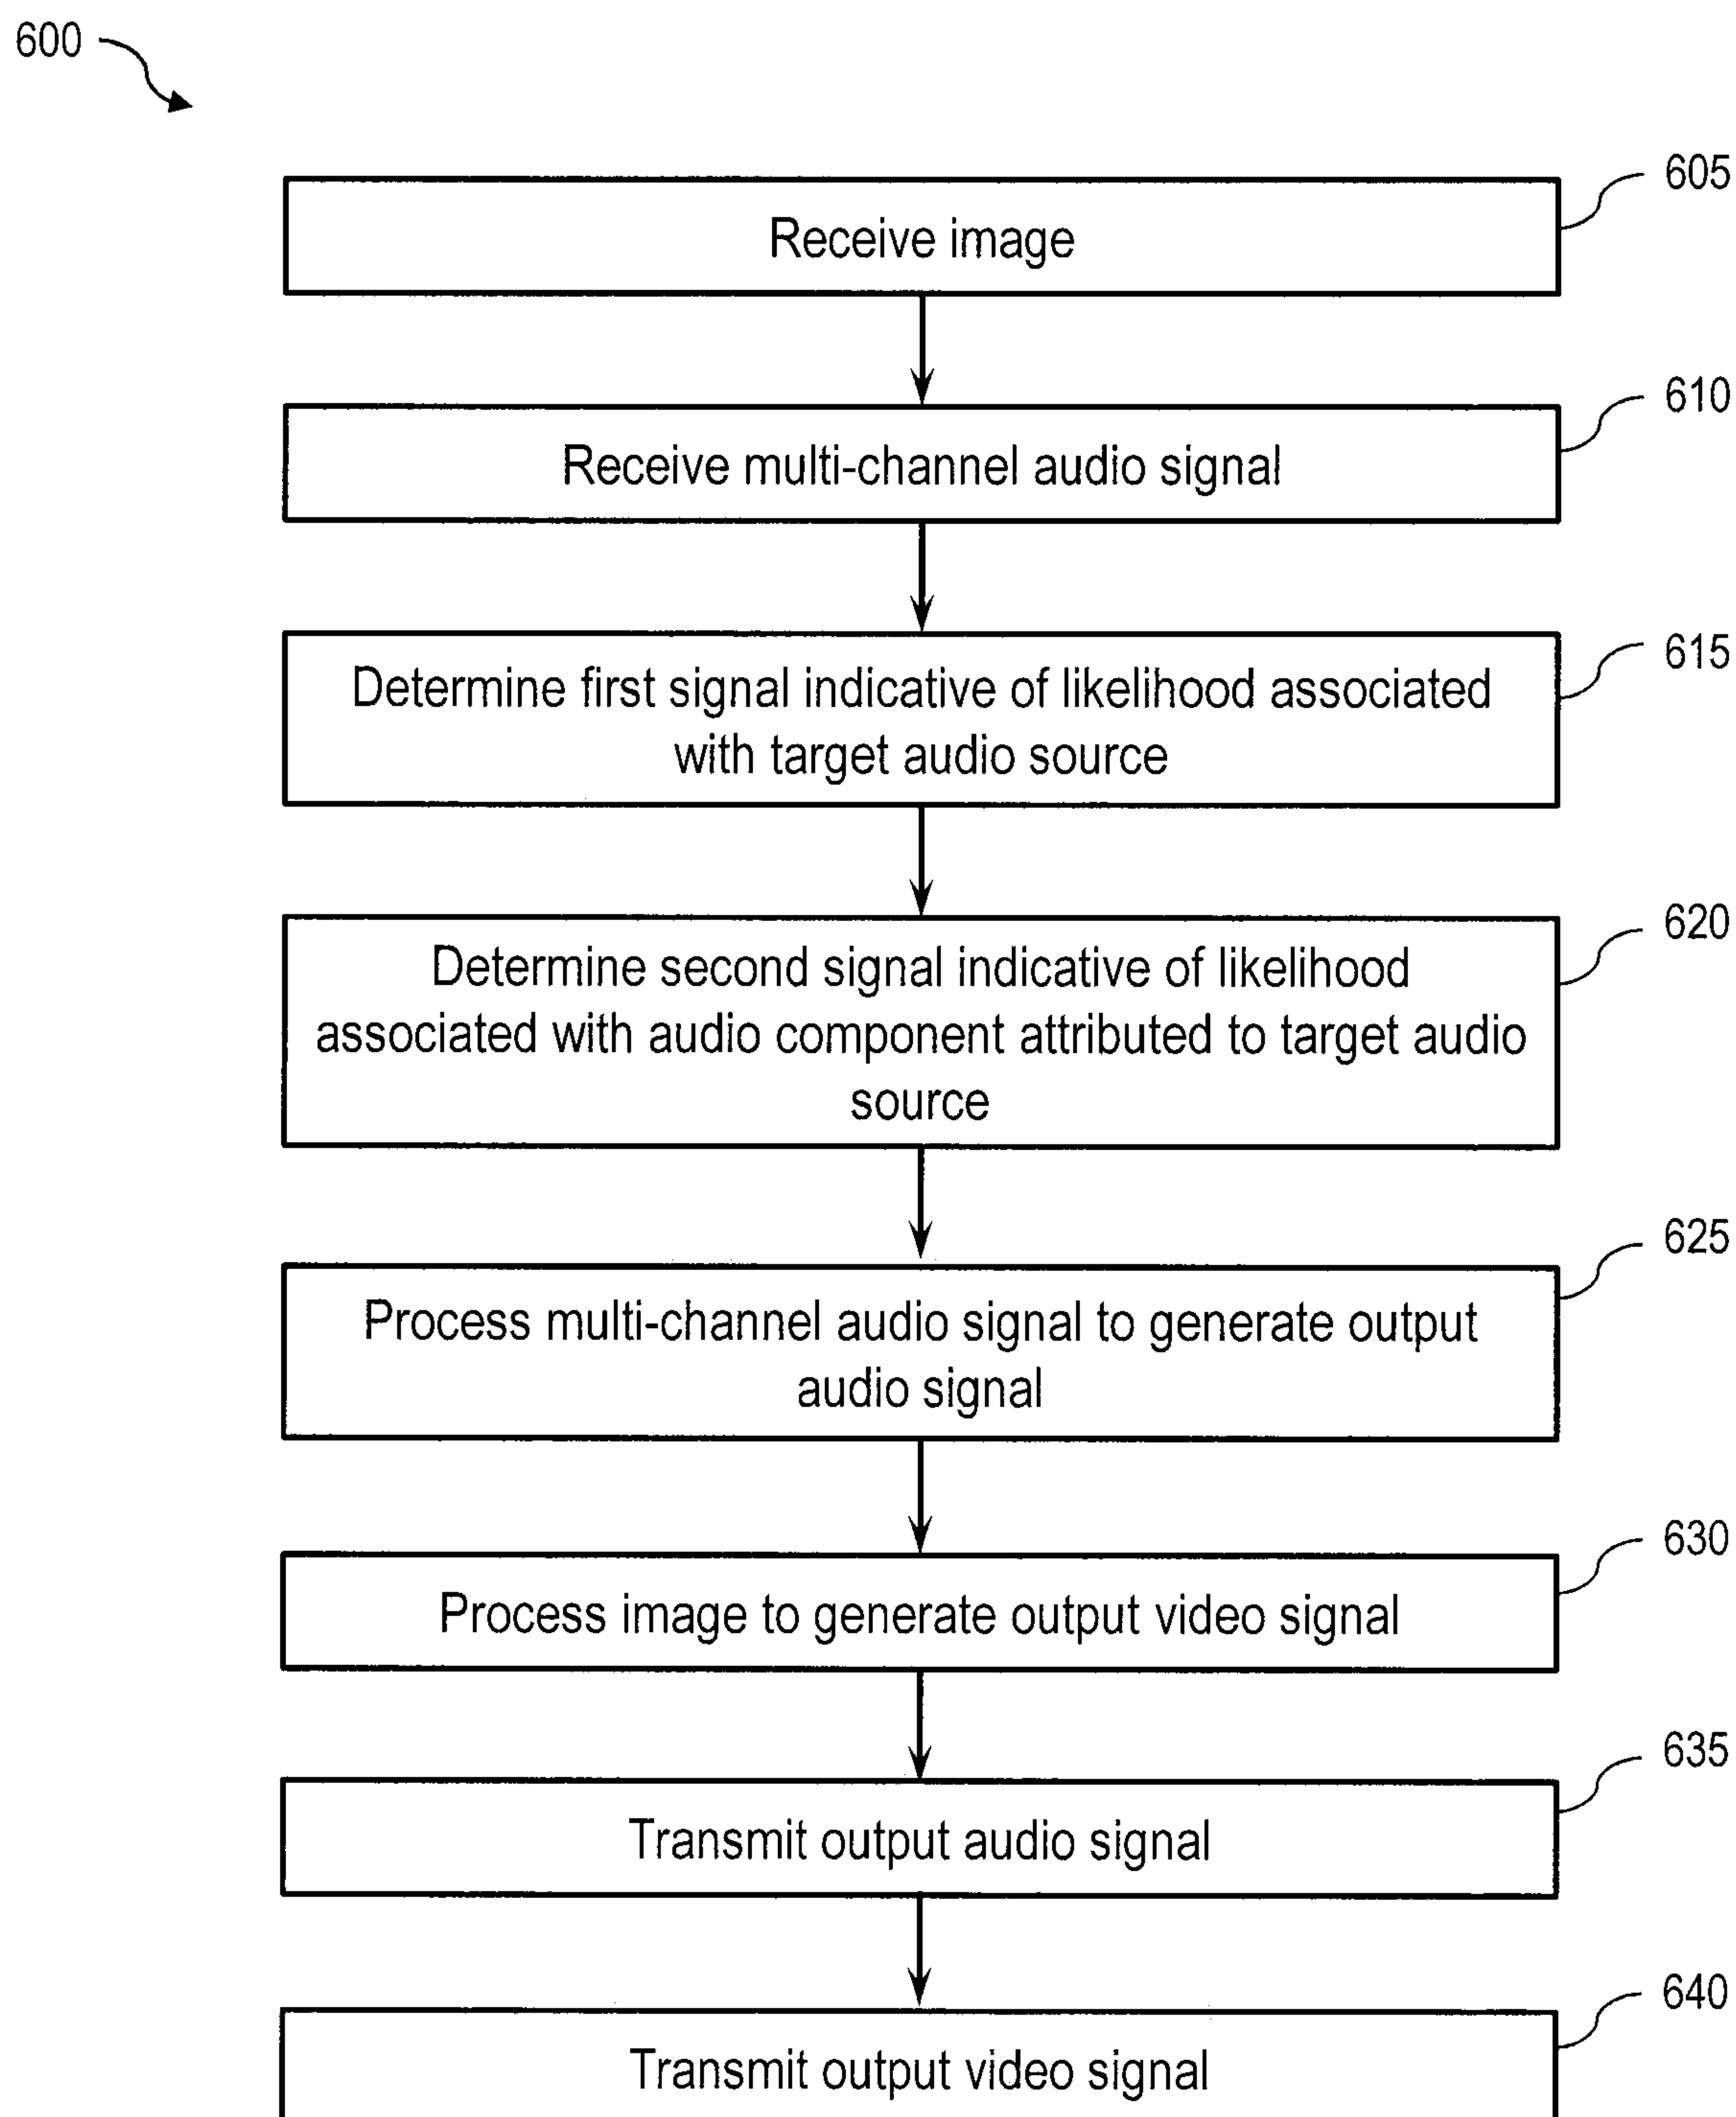 600
605
Receive image
610
Receive multi-channel audio signal
615
Determine first signal indicative of likelihood associated
with target audio source
620
Determine second signal indicative of likelihood
associated with audio component attributed to target audio
source
625
Process multi-channel audio signal to generate output
audio signal
630
Process image to generate output video signal
635
Transmit output audio signal
640
Transmit output video signal